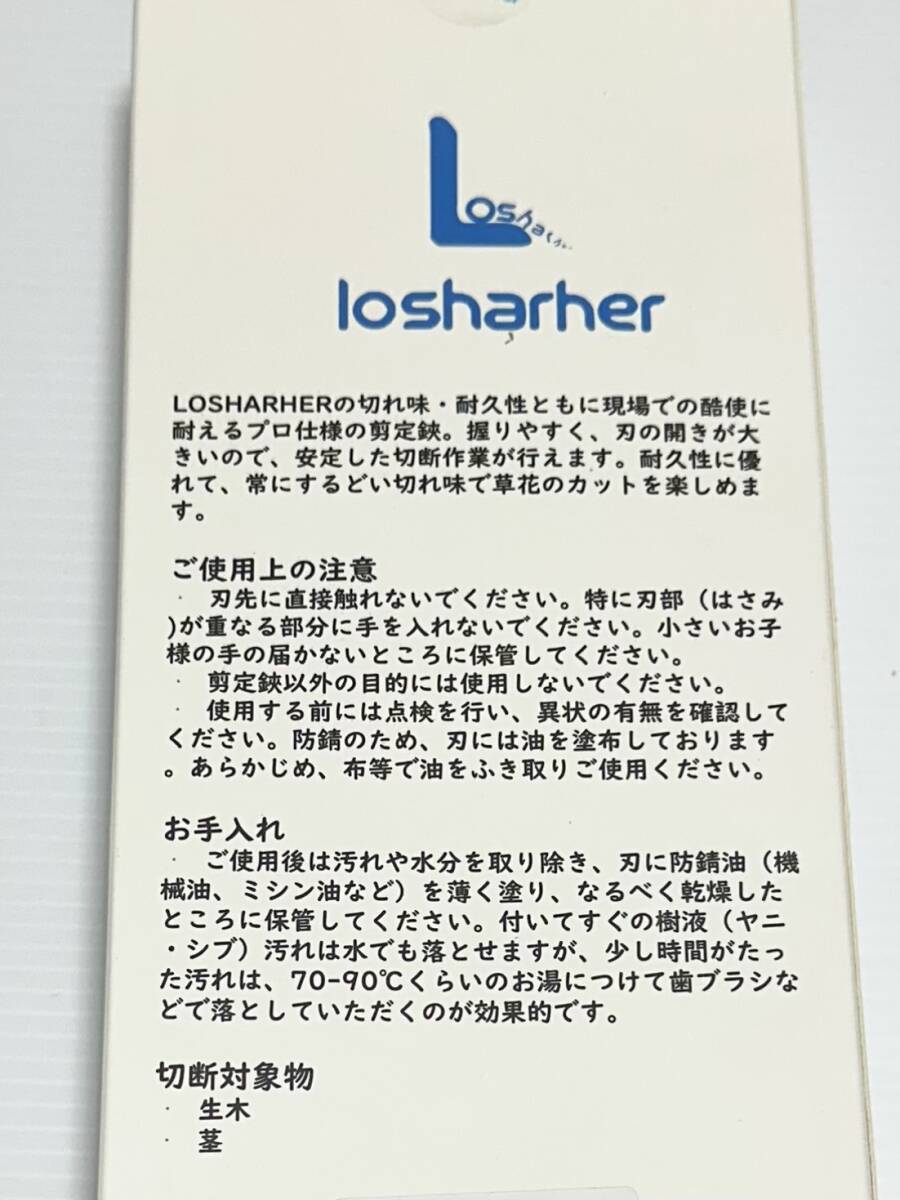 Losha
losharher
LOSHARHERの切れ味・耐久性ともに現場での酷使に
耐えるプロ仕様の剪定鋏。握りやすく、刃の開きが大
きいので、安定した切断作業が行えます。耐久性に優
れて、常にするどい切れ味で草花のカットを楽しめま
す。
ご使用上の注意
・ 刃先に直接触れないでください。特に刃部（はさみ
)が重なる部分に手を入れないでください。小さいお子
様の手の届かないところに保管してください。
・ 剪定鋏以外の目的には使用しないでください。
・ 使用する前には点検を行い、異状の有無を確認して
ください。防錆のため、刃には油を塗布しております
。あらかじめ、布等で油をふき取りご使用ください。
お手入れ
・ ご使用後は汚れや水分を取り除き、刃に防錆油（機
械油、ミシン油など）を薄く塗り、なるべく乾燥した
ところに保管してください。付いてすぐの樹液（ヤニ
・シブ）汚れは水でも落とせますが、少し時間がたっ
た汚れは、70-90℃くらいのお湯につけて歯ブラシな
どで落としていただくのが効果的です。
切断対象物
・ 生木
・ 茎